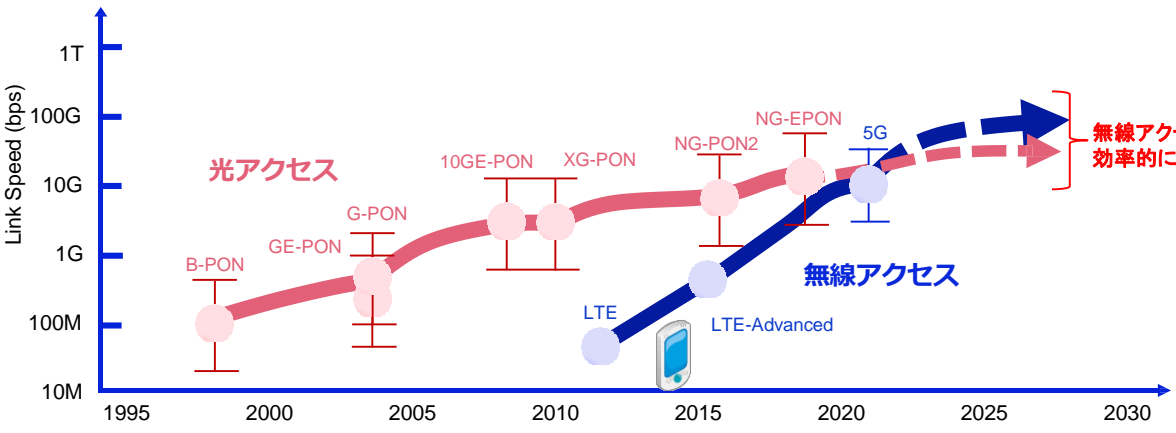 Link Speed (bps)
1T
100G
10G
1G
100M
10M
光アクセス
無線アクセス
B-PON
GE-PON
G-PON
10GE-PON
XG-PON
NG-PON2
NG-EPON
5G
LTE
LTE-Advanced
無線アク
効率的に
1995
2000
2005
2010
2015
2020
2025
2030